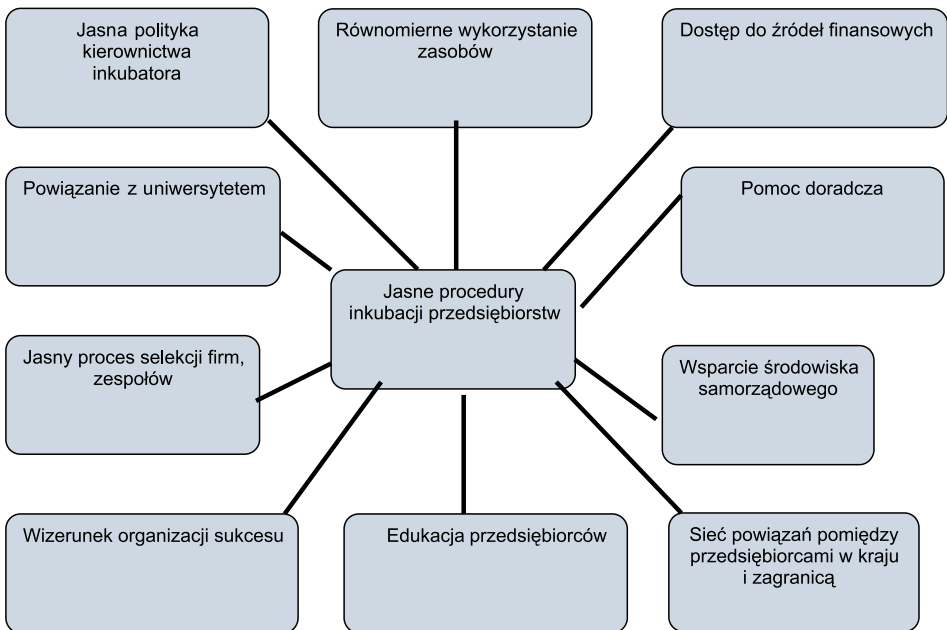 Jasna polityka
kierownictwa
inkubatora
Równomierne wykorzystanie
zasobów
Dostęp do źródeł finansowych
Powiązanie z uniwersytetem
Pomoc doradcza
Jasne procedury
inkubacji przedsiębiorstw
Jasny proces selekcji firm,
zespołów
Wsparcie środowiska
samorządowego
Wizerunek organizacji sukcesu
Edukacja przedsiębiorców
Sieć powiązań pomiędzy
przedsiębiorcami w kraju
i zagranicą